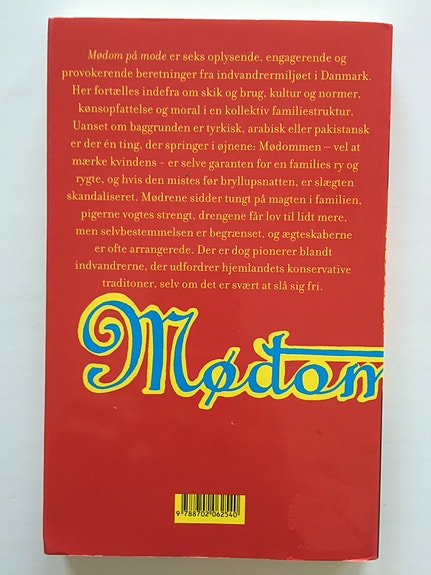 Mødom på mode er seks oplysende, engagerende og
provokerende beretninger fra indvandrermiljøet i Danmark.
Her fortælles indefra om skik og brug, kultur og normer,
kønsopfattelse og moral i en kollektiv familiestruktur.
Uanset om baggrunden er tyrkisk, arabisk eller pakistansk
er der én ting, der springer i øjnene: Mødommen – vel at
mærke kvindens - er selve garanten for en families ry og
rygte, og hvis den mistes før bryllupsnatten, er slægten
skandaliseret. Mødrene sidder tungt på magten i familien,
pigerne vogtes strengt, drengene får lov til lidt mere,
men selvbestemmelsen er begrænset, og ægteskaberne
er ofte arrangerede. Der er dog pionerer blandt
indvandrerne, der udfordrer hjemlandets konservative
traditoner, selv om det er svært at slå sig fri.
Mødom
9 788702 062540